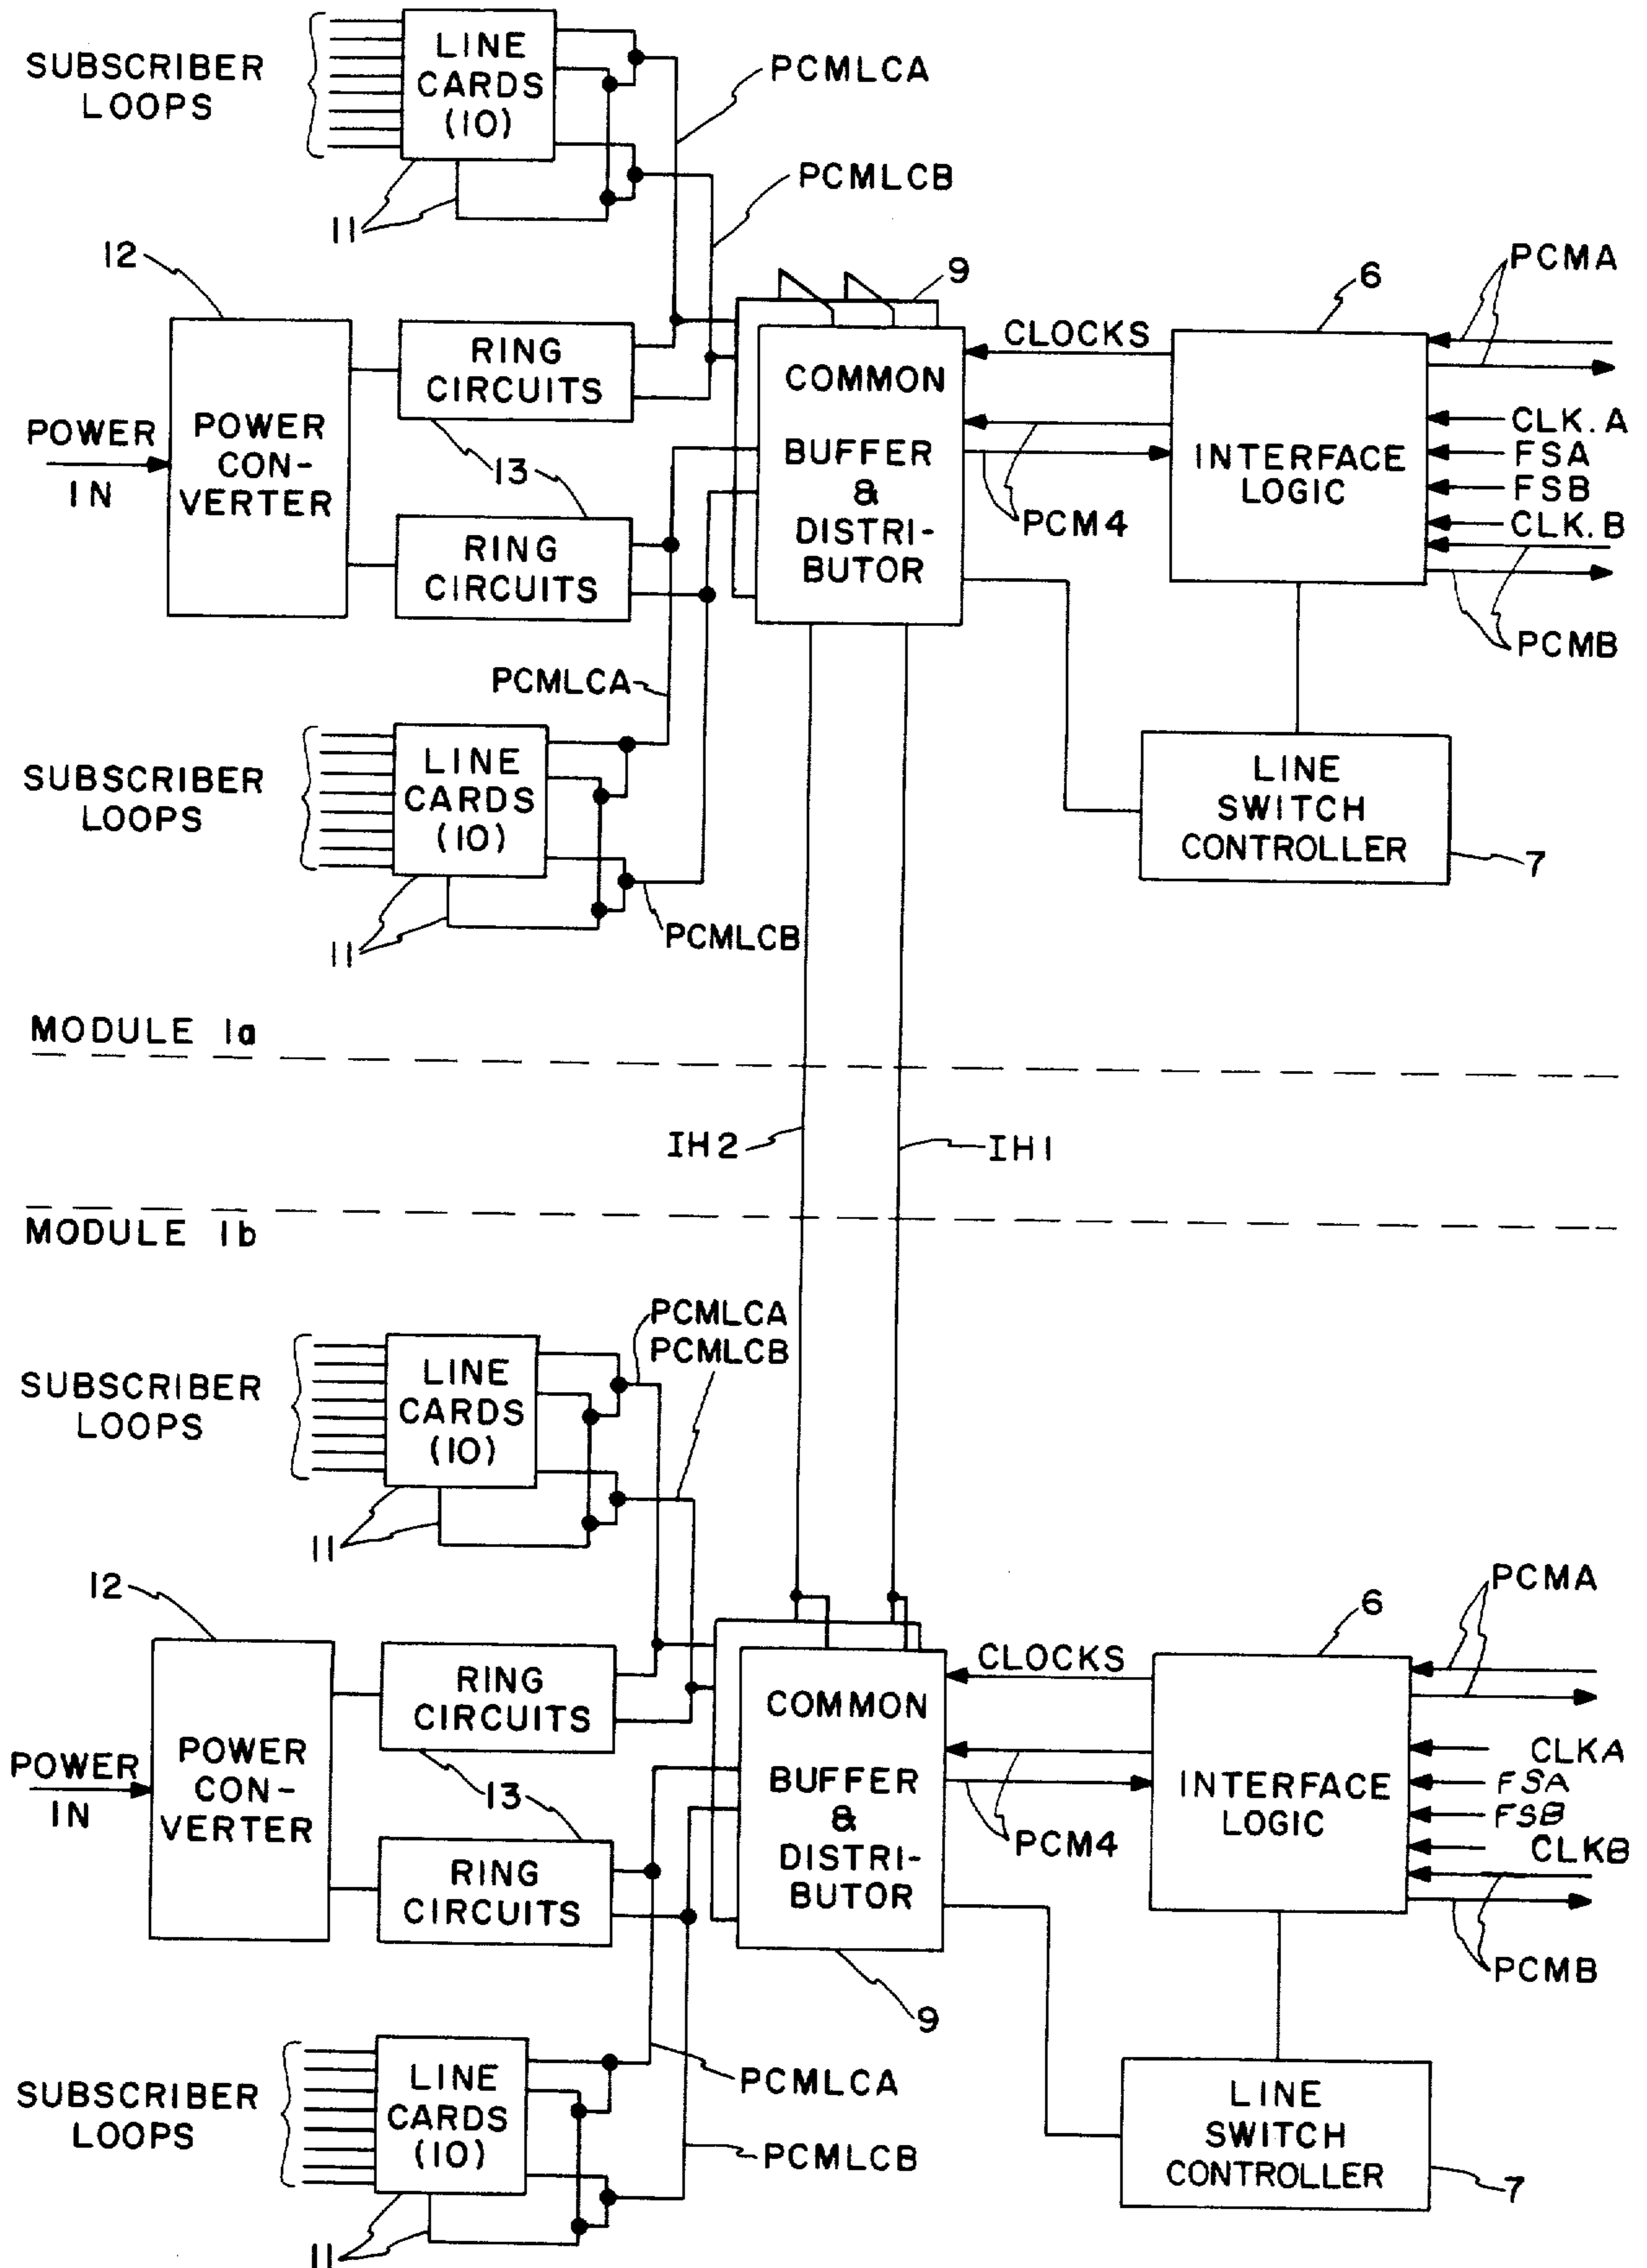 SUBSCRIBER
LOOPS
LINE
CARDS
(10)
11
PCMLCA
PCMLCB
12
POWER
IN
POWER
CON-
VERTER
RING
CIRCUITS
13
RING
CIRCUITS
9
COMMON
BUFFER
&
DISTRI-
BUTOR
CLOCKS
PCM4
6
INTERFACE
LOGIC
PCMA
CLK.A
FSA
FSB
CLK.B
PCMB
LINE
SWITCH
CONTROLLER
7
PCMLCA
SUBSCRIBER
LOOPS
LINE
CARDS
(10)
11
PCMLCB
MODULE 1a
IH2
IH1
MODULE 1b
PCMLCA
PCMLCB
SUBSCRIBER
LOOPS
LINE
CARDS
(10)
11
12
POWER
IN
POWER
CON-
VERTER
RING
CIRCUITS
13
RING
CIRCUITS
COMMON
BUFFER
&
DISTRI-
BUTOR
9
CLOCKS
PCM4
6
INTERFACE
LOGIC
PCMA
CLKA
FSA
FSB
CLKB
PCMB
LINE
SWITCH
CONTROLLER
7
SUBSCRIBER
LOOPS
LINE
CARDS
(10)
11
PCMLCA
PCMLCB